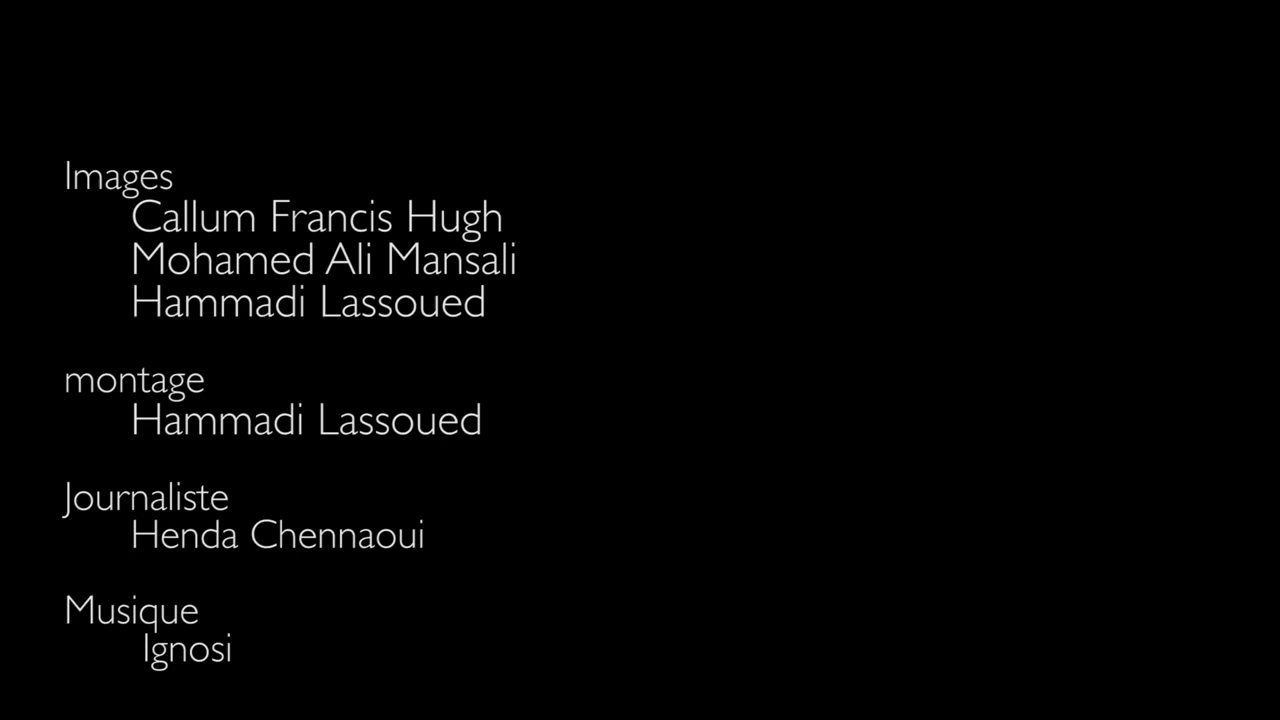 Images
Callum Francis Hugh
Mohamed Ali Mansali
Hammadi Lassoued
montage
Hammadi Lassoued
Journaliste
Henda Chennaoui
Musique
Ignosi